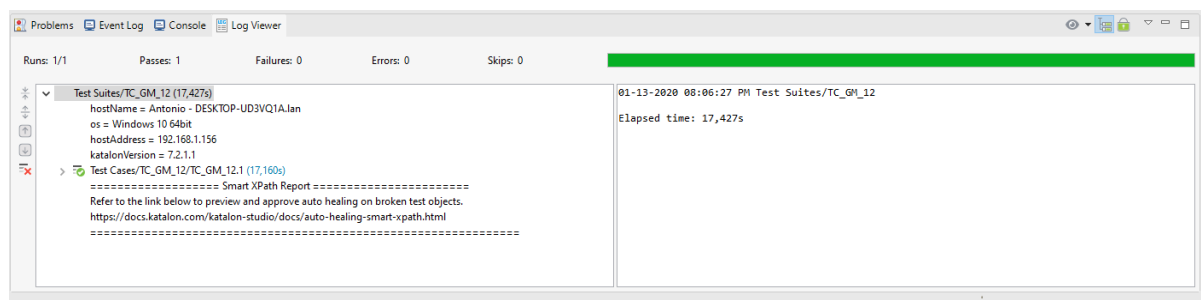 Problems Event Log Console Log Viewer
Runs: 1/1 Passes: 1 Failures: 0 Errors: 0 Skips: 0
Test Suites/TC_GM_12 (17,427s)
hostName = Antonio - DESKTOP-UD3VQ1A.lan
os = Windows 10 64bit
hostAddress = 192.168.1.156
katalonVersion = 7.2.1.1
Test Cases/TC_GM_12/TC_GM_12.1 (17,160s)
=================== Smart XPath Report =======================
Refer to the link below to preview and approve auto healing on broken test objects.
https://docs.katalon.com/katalon-studio/docs/auto-healing-smart-xpath.html
================================================================
01-13-2020 08:06:27 PM Test Suites/TC_GM_12
Elapsed time: 17,427s